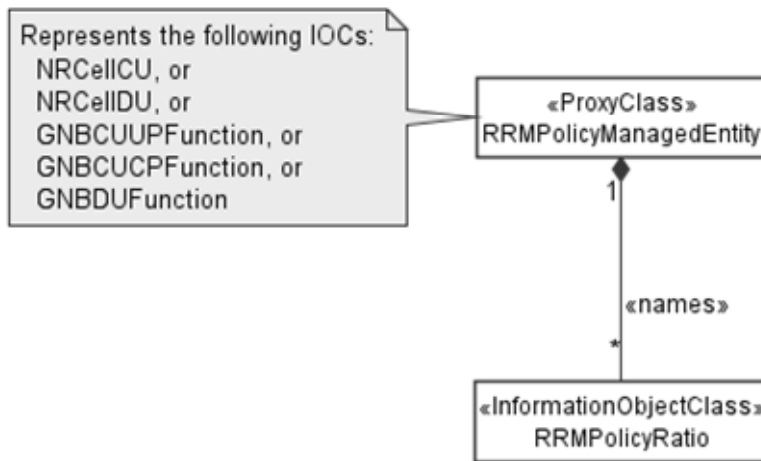 Represents the following IOCs:
NRCellCU, or
NRCellDU, or
GNBCUUPFunction, or
GNBCUCPFunction, or
GNBDUFunction
«ProxyClass»
RRMPolicyManagedEntity
1
«names»
*
«InformationObjectClass»
RRMPolicyRatio